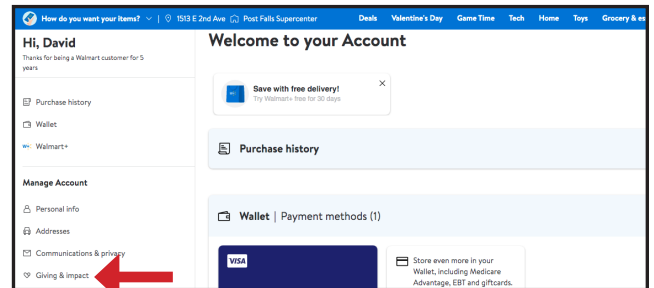 How do you want your items? 1513 E 2nd Ave Post Falls Supercenter Deals Valentine's Day Game Time Tech Home Toys Grocery & es
Hi, David
Thanks for being a Walmart customer for 5
years
Purchase history
Wallet
W+ Walmart+
Manage Account
Personal info
Addresses
Communications & privacy
Giving & impact
Welcome to your Account
Save with free delivery!
Try Walmart+ free for 30 days
Purchase history
Wallet | Payment methods (1)
VISA
Store even more in your
Wallet, including Medicare
Advantage, EBT and giftcards.